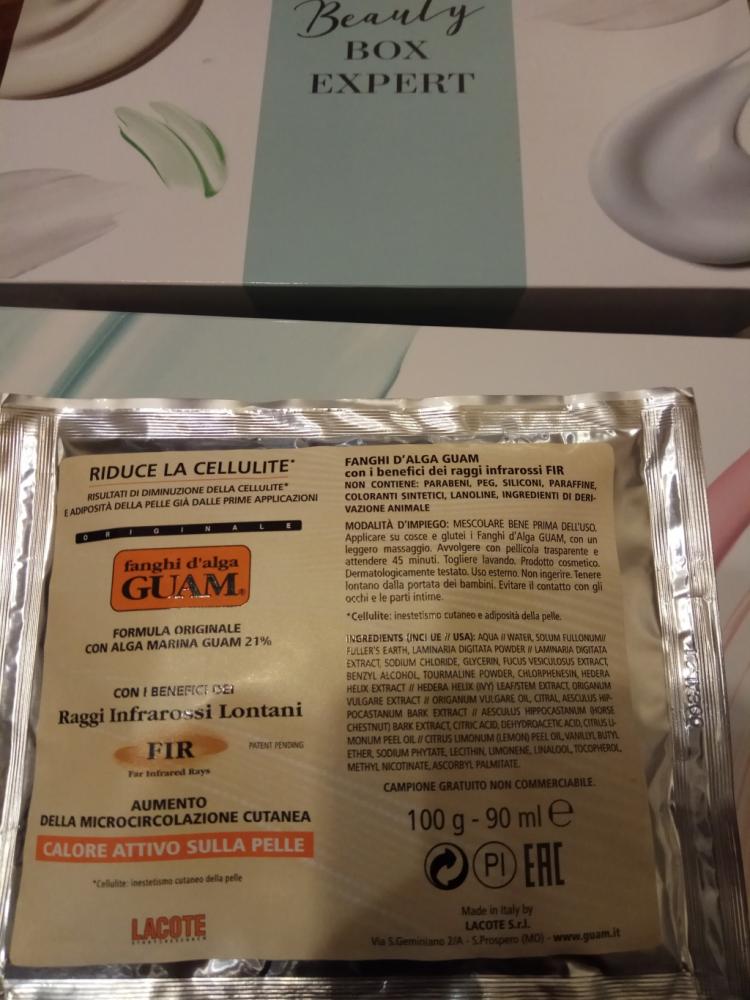 Beauty
BOX
EXPERT
RIDUCE LA CELLULITE*
RISULTATI DI DIMINUZIONE DELLA CELLULITE*
E ADIPOSITÀ DELLA PELLE GIÀ DALLE PRIME APPLICAZIONI
ORIGINALE
fanghi d'alga
GUAM®
FORMULA ORIGINALE
CON ALGA MARINA GUAM 21%
CON I BENEFICI DEI
Raggi Infrarossi Lontani
FIR
PATENT PENDING
Far Infrared Rays
AUMENTO
DELLA MICROCIRCOLAZIONE CUTANEA
CALORE ATTIVO SULLA PELLE
*Cellulite: inestetismo cutaneo della pelle
LACOTE
FANGHI D'ALGA GUAM
con i benefici dei raggi infrarossi FIR
NON CONTIENE: PARABENI, PEG, SILICONI, PARAFFINE,
COLORANTI SINTETICI, LANOLINE, INGREDIENTI DI DERI-
VAZIONE ANIMALE
MODALITÀ D'IMPIEGO: MESCOLARE BENE PRIMA DELL'USO.
Applicare su cosce e glutei i Fanghi d'Alga GUAM, con un
leggero massaggio. Avvolgere con pellicola trasparente e
attendere 45 minuti. Togliere lavando. Prodotto cosmetico.
Dermatologicamente testato. Uso esterno. Non ingerire. Tenere
lontano dalla portata dei bambini. Evitare il contatto con gli
occhi e le parti intime.
*Cellulite: inestetismo cutaneo e adiposità della pelle.
INGREDIENTS (INCI UE // USA): AQUA // WATER, SOLUM FULLONUM//
FULLER'S EARTH, LAMINARIA DIGITATA POWDER // LAMINARIA DIGITATA
EXTRACT, SODIUM CHLORIDE, GLYCERIN, FUCUS VESICULOSUS EXTRACT,
BENZYL ALCOHOL, TOURMALINE POWDER, CHLORPHENESIN, HEDERA
HELIX EXTRACT // HEDERA HELIX (IVY) LEAF/STEM EXTRACT, ORIGANUM
VULGARE EXTRACT // ORIGANUM VULGARE OIL, CITRAL, AESCULUS HIP-
POCASTANUM BARK EXTRACT // AESCULUS HIPPOCASTANUM (HORSE
CHESTNUT) BARK EXTRACT, CITRIC ACID, DEHYDROACETIC ACID, CITRUS LI-
MONUM PEEL OIL // CITRUS LIMONUM (LEMON) PEEL OIL, VANILLYL BUTYL
ETHER, SODIUM PHYTATE, LECITHIN, LIMONENE, LINALOOL, TOCOPHEROL,
METHYL NICOTINATE, ASCORBYL PALMITATE.
CAMPIONE GRATUITO NON COMMERCIABILE.
100 g - 90 ml ℮
PI EAC
Made in Italy by
LACOTE S.r.l.
Via S.Geminiano 2/A - S.Prospero (MO) - www.guam.it